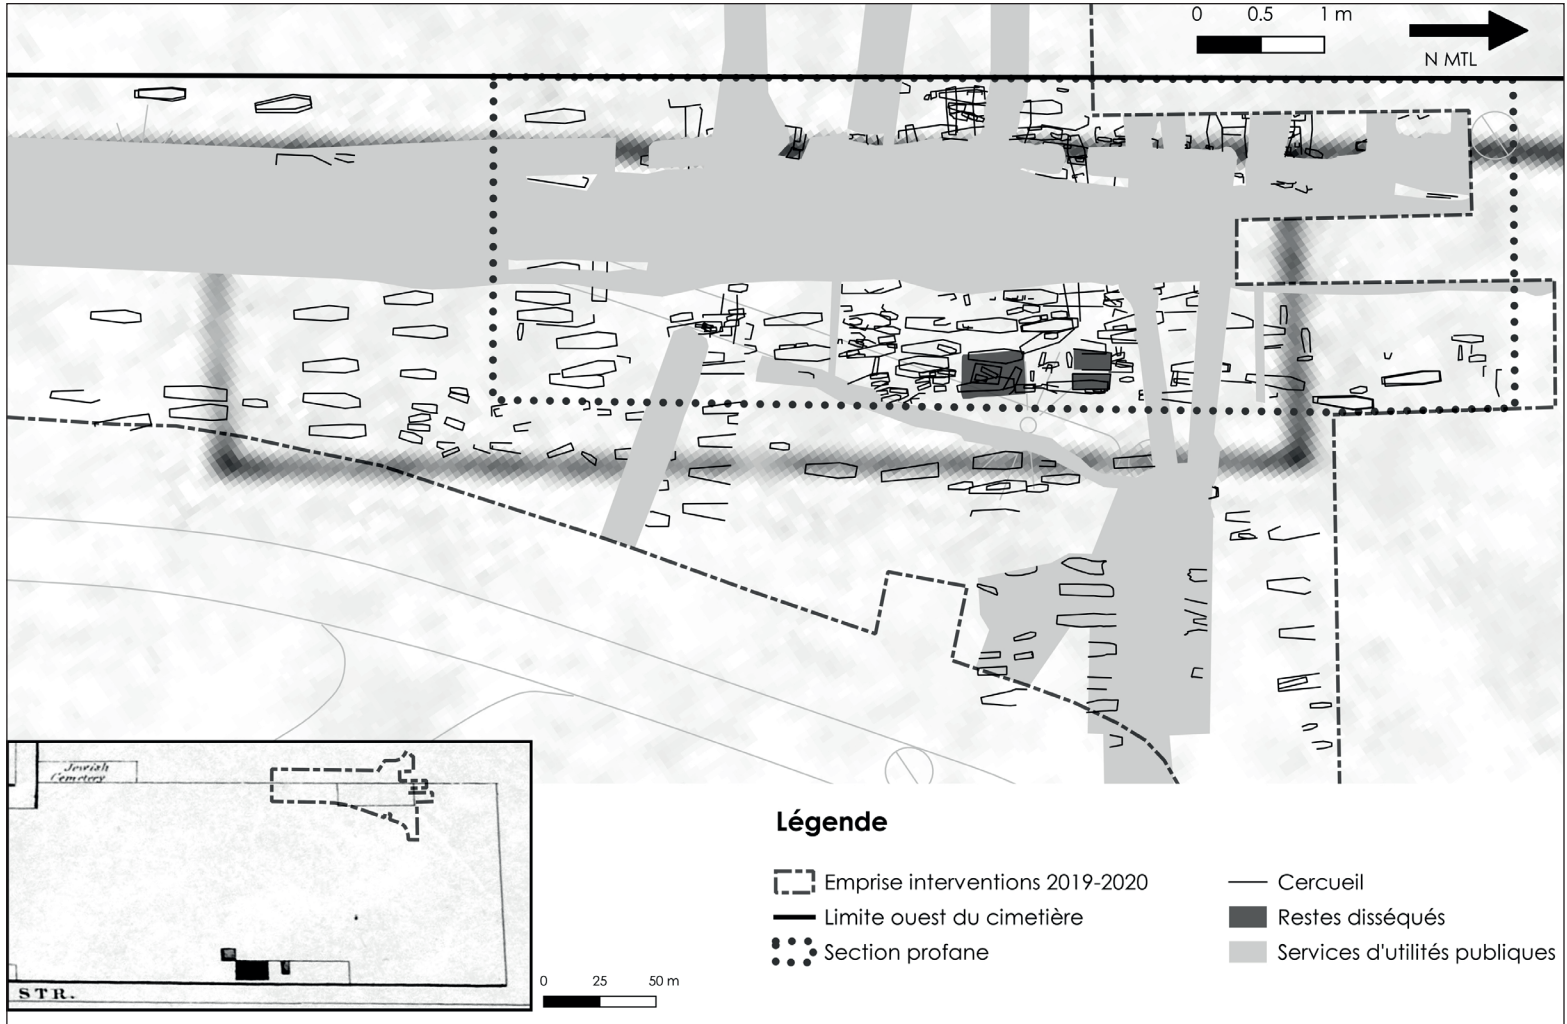 0 0.5 1 m
N MTL
Jewish
Cemetery
STR.
0 25 50 m
Légende
Emprise interventions 2019-2020
Limite ouest du cimetière
Section profane
Cercueil
Restes disséqués
Services d'utilités publiques